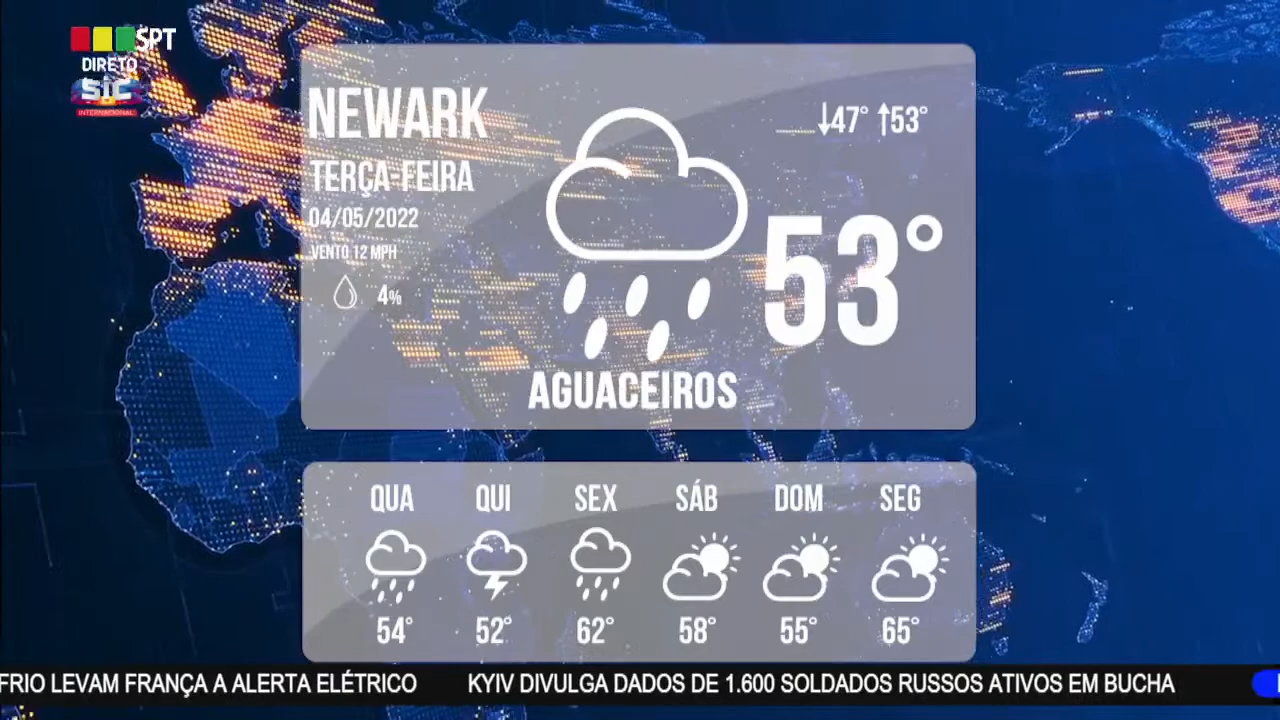 SPT
DIRETO
SIC
INTERNACIONAL
NEWARK
TERÇA-FEIRA
04/05/2022
VENTO 12 MPH
4%
↓47° ↑53°
53°
AGUACEIROS
QUA QUI SEX SÁB DOM SEG
54° 52° 62° 58° 55° 65°
FRIO LEVAM FRANÇA A ALERTA ELÉTRICO KYIV DIVULGA DADOS DE 1.600 SOLDADOS RUSSOS ATIVOS EM BUCHA